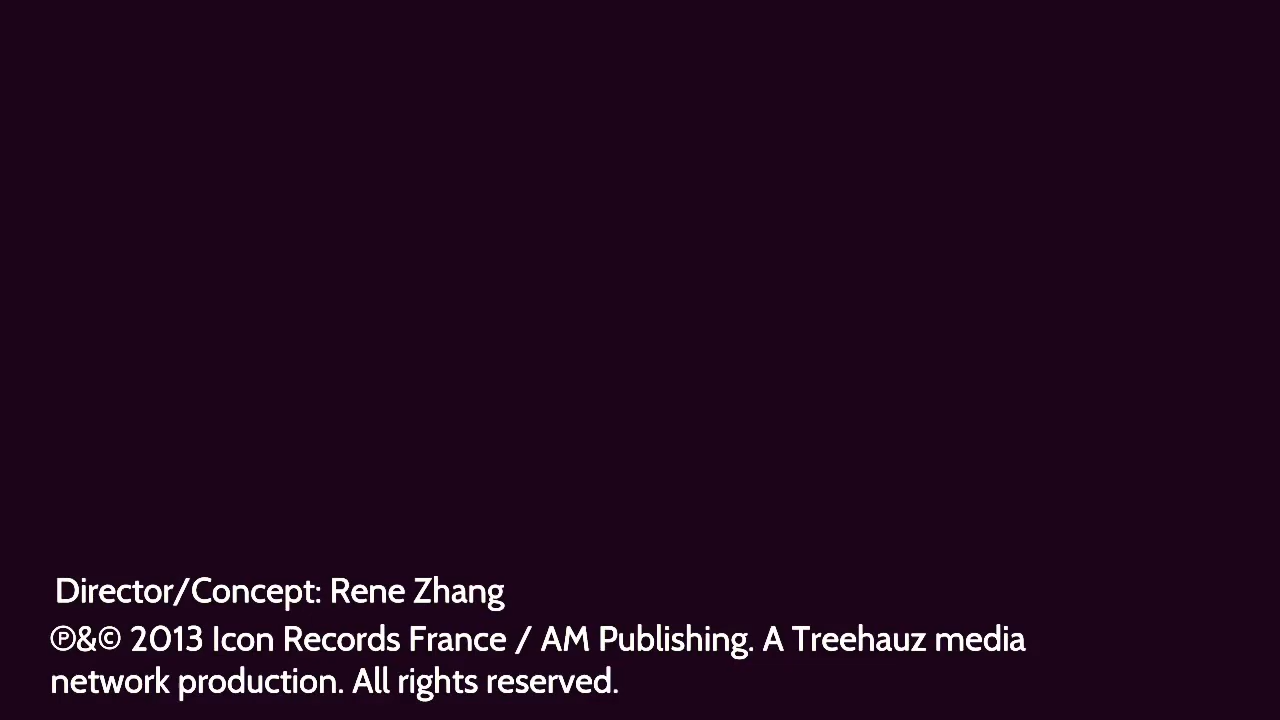 Director/Concept: Rene Zhang
℗&© 2013 Icon Records France / AM Publishing. A Treehauz media
network production. All rights reserved.